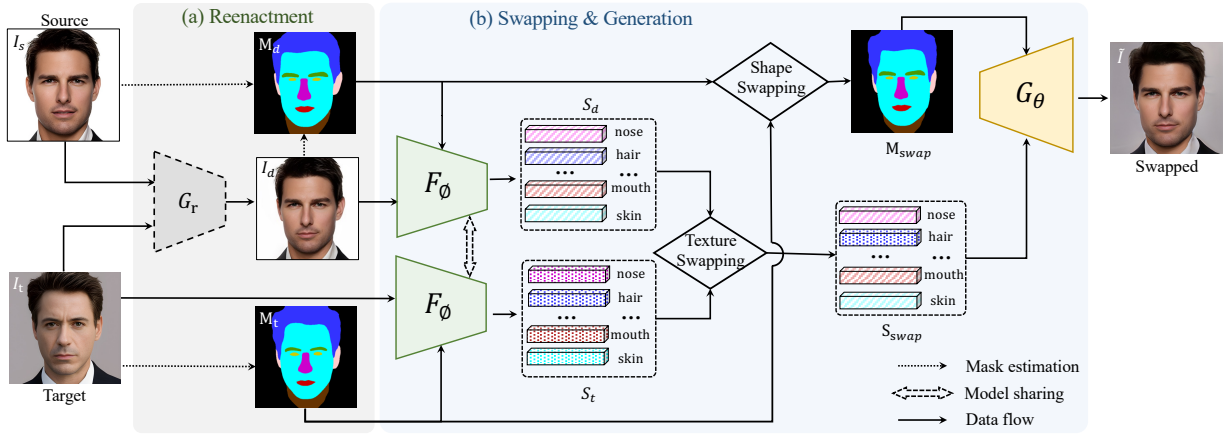 (a) Reenactment
(b) Swapping & Generation
Source
I_s
M_d
Shape
Swapping
Ĩ
G_θ
S_d
nose
hair
... ...
mouth
skin
M_swap
Swapped
I_d
G_r
F_∅
nose
hair
... ...
mouth
skin
Texture
Swapping
I_t
F_∅
nose
hair
... ...
mouth
skin
M_t
S_swap
Target
S_t
Mask estimation
Model sharing
Data flow